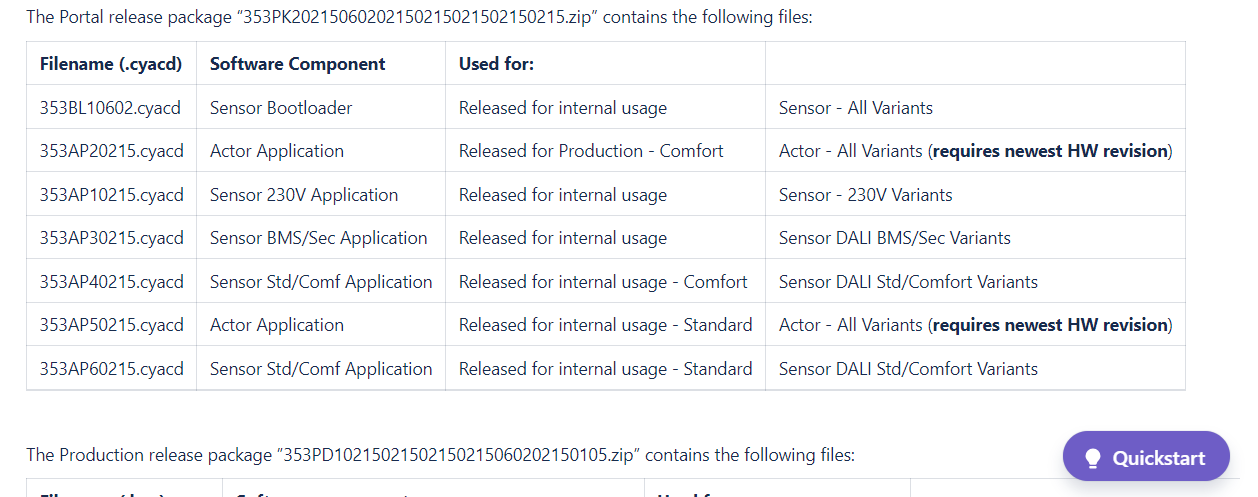 The Portal release package “353PK20215060202150215021502150215.zip” contains the following files:
Filename (.cyacd) Software Component Used for:
353BL10602.cyacd Sensor Bootloader Released for internal usage Sensor - All Variants
353AP20215.cyacd Actor Application Released for Production - Comfort Actor - All Variants (requires newest HW revision)
353AP10215.cyacd Sensor 230V Application Released for internal usage Sensor - 230V Variants
353AP30215.cyacd Sensor BMS/Sec Application Released for internal usage Sensor DALI BMS/Sec Variants
353AP40215.cyacd Sensor Std/Comf Application Released for internal usage - Comfort Sensor DALI Std/Comfort Variants
353AP50215.cyacd Actor Application Released for internal usage - Standard Actor - All Variants (requires newest HW revision)
353AP60215.cyacd Sensor Std/Comf Application Released for internal usage - Standard Sensor DALI Std/Comfort Variants
The Production release package “353PD10215021502150215060202150105.zip” contains the following files:
Quickstart